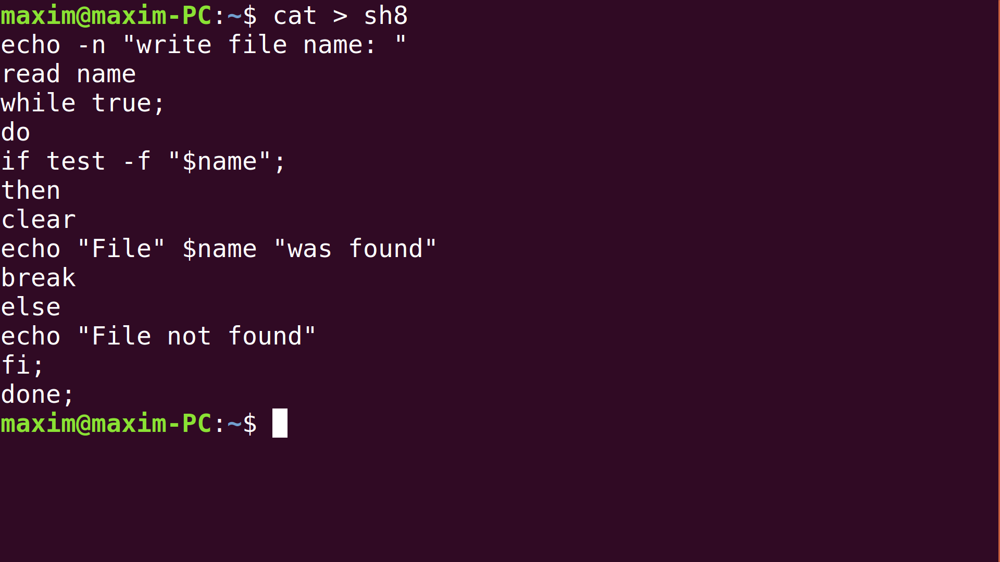 maxim@maxim-PC:~$ cat > sh8
echo -n "write file name: "
read name
while true;
do
if test -f "$name";
then
clear
echo "File" $name "was found"
break
else
echo "File not found"
fi;
done;
maxim@maxim-PC:~$